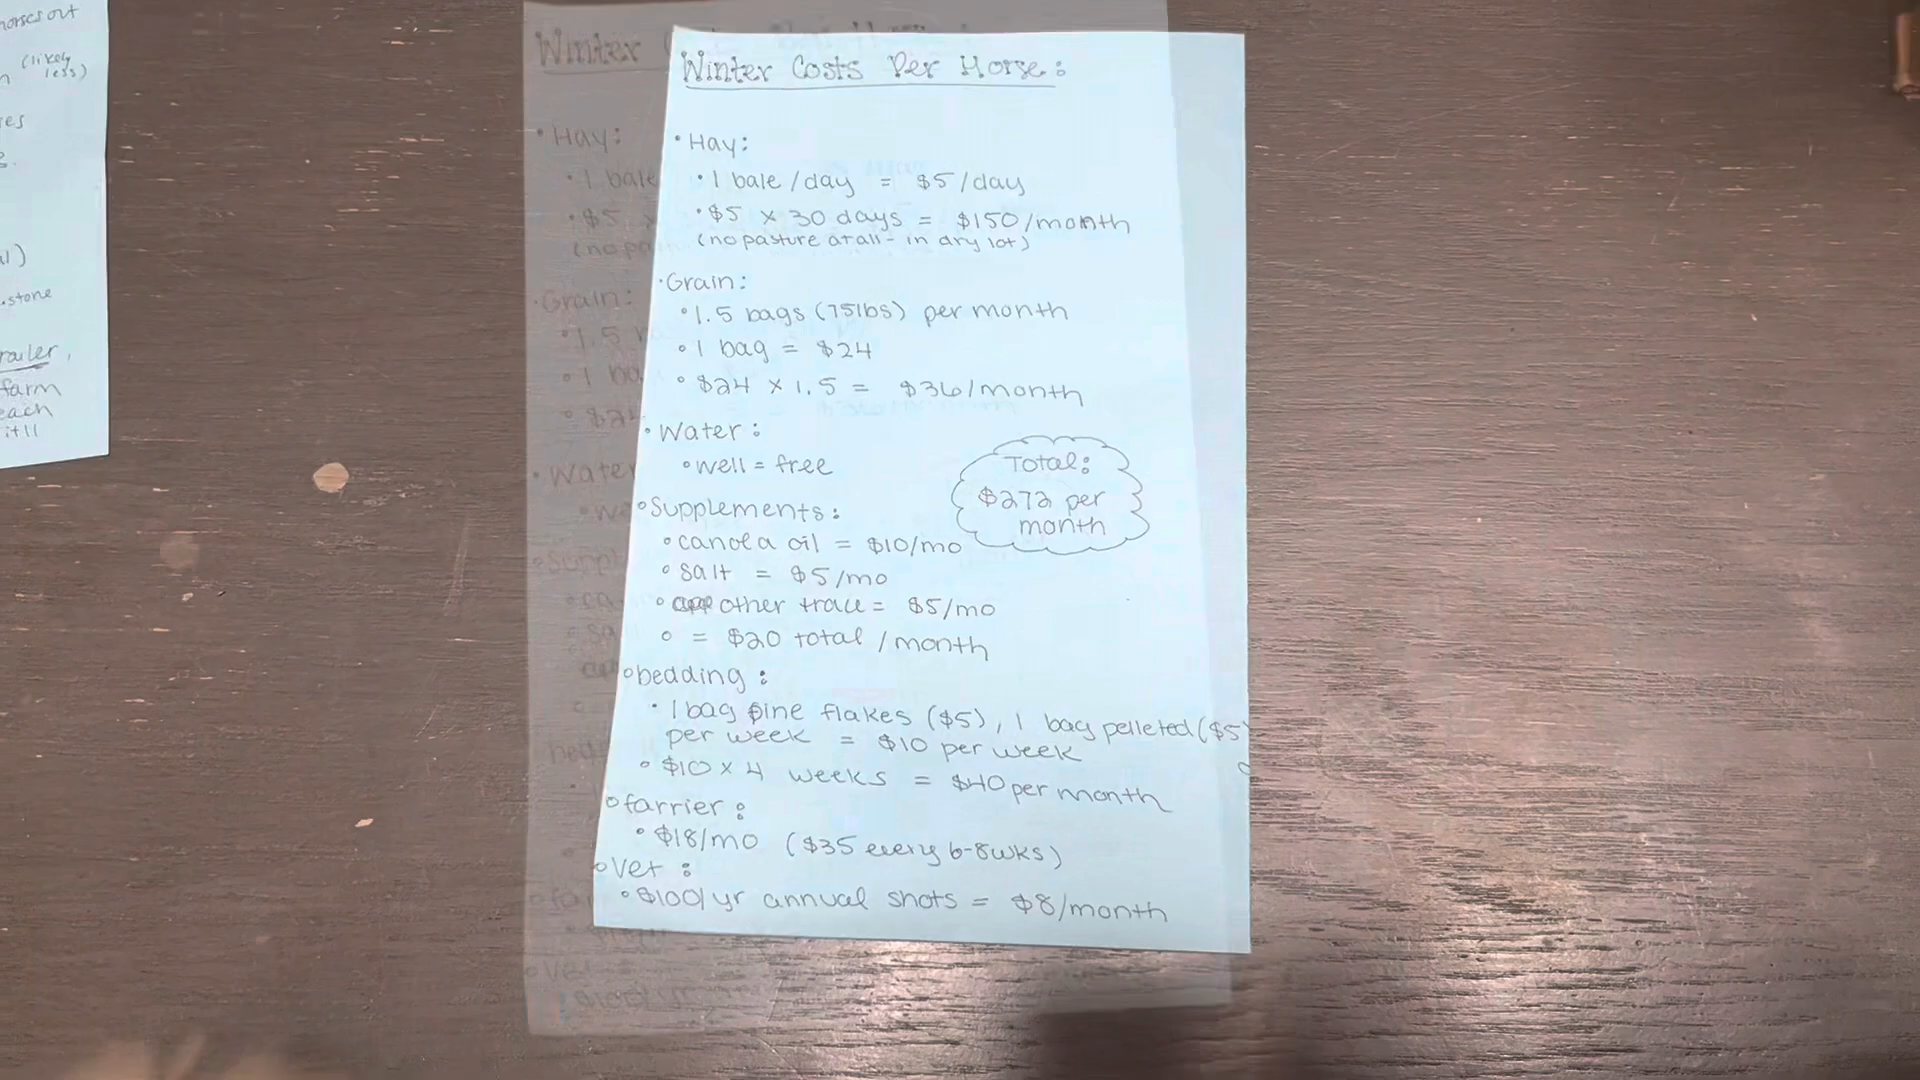 horses out
(likely
less)
stone
farm
each
it'll
Winter Costs Per Horse:
• Hay:
• 1 bale / day = $5 / day
• $5 x 30 days = $150/month
(no pasture at all - in dry lot)
• Grain:
• 1.5 bags (75lbs) per month
• 1 bag = $24
• $24 x 1.5 = $36/month
• Water:
• well = free
Total:
$272 per
month
• Supplements:
• canola oil = $10/mo
• salt = $5/mo
• other trace = $5/mo
• = $20 total / month
• bedding:
• 1 bag pine flakes ($5), 1 bag pelleted ($5
per week = $10 per week
• $10 x 4 weeks = $40 per month
• farrier:
• $18/mo ($35 every 6-8wks)
• Vet:
• $100/yr annual shots = $8/month
Winter
• Hay:
• 1 bale
• $5 x
• Grain:
• 1.5
• Water